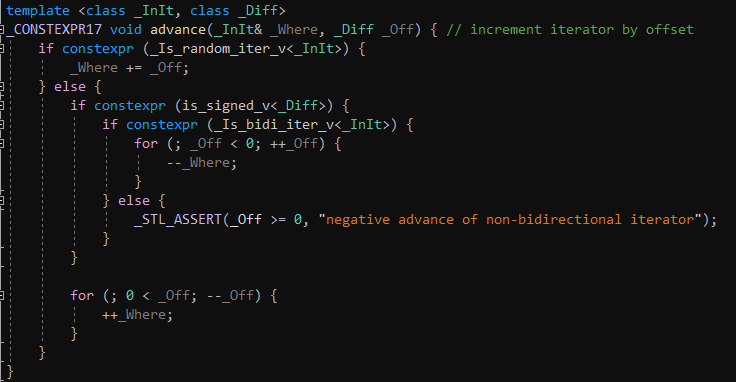 template <class _InIt, class _Diff>
_CONSTEXPR17 void advance(_InIt& _Where, _Diff _Off) { // increment iterator by offset
    if constexpr (_Is_random_iter_v<_InIt>) {
        _Where += _Off;
    } else {
        if constexpr (is_signed_v<_Diff>) {
            if constexpr (_Is_bidi_iter_v<_InIt>) {
                for (; _Off < 0; ++_Off) {
                    --_Where;
                }
            } else {
                _STL_ASSERT(_Off >= 0, "negative advance of non-bidirectional iterator");
            }
        }

        for (; 0 < _Off; --_Off) {
            ++_Where;
        }
    }
}